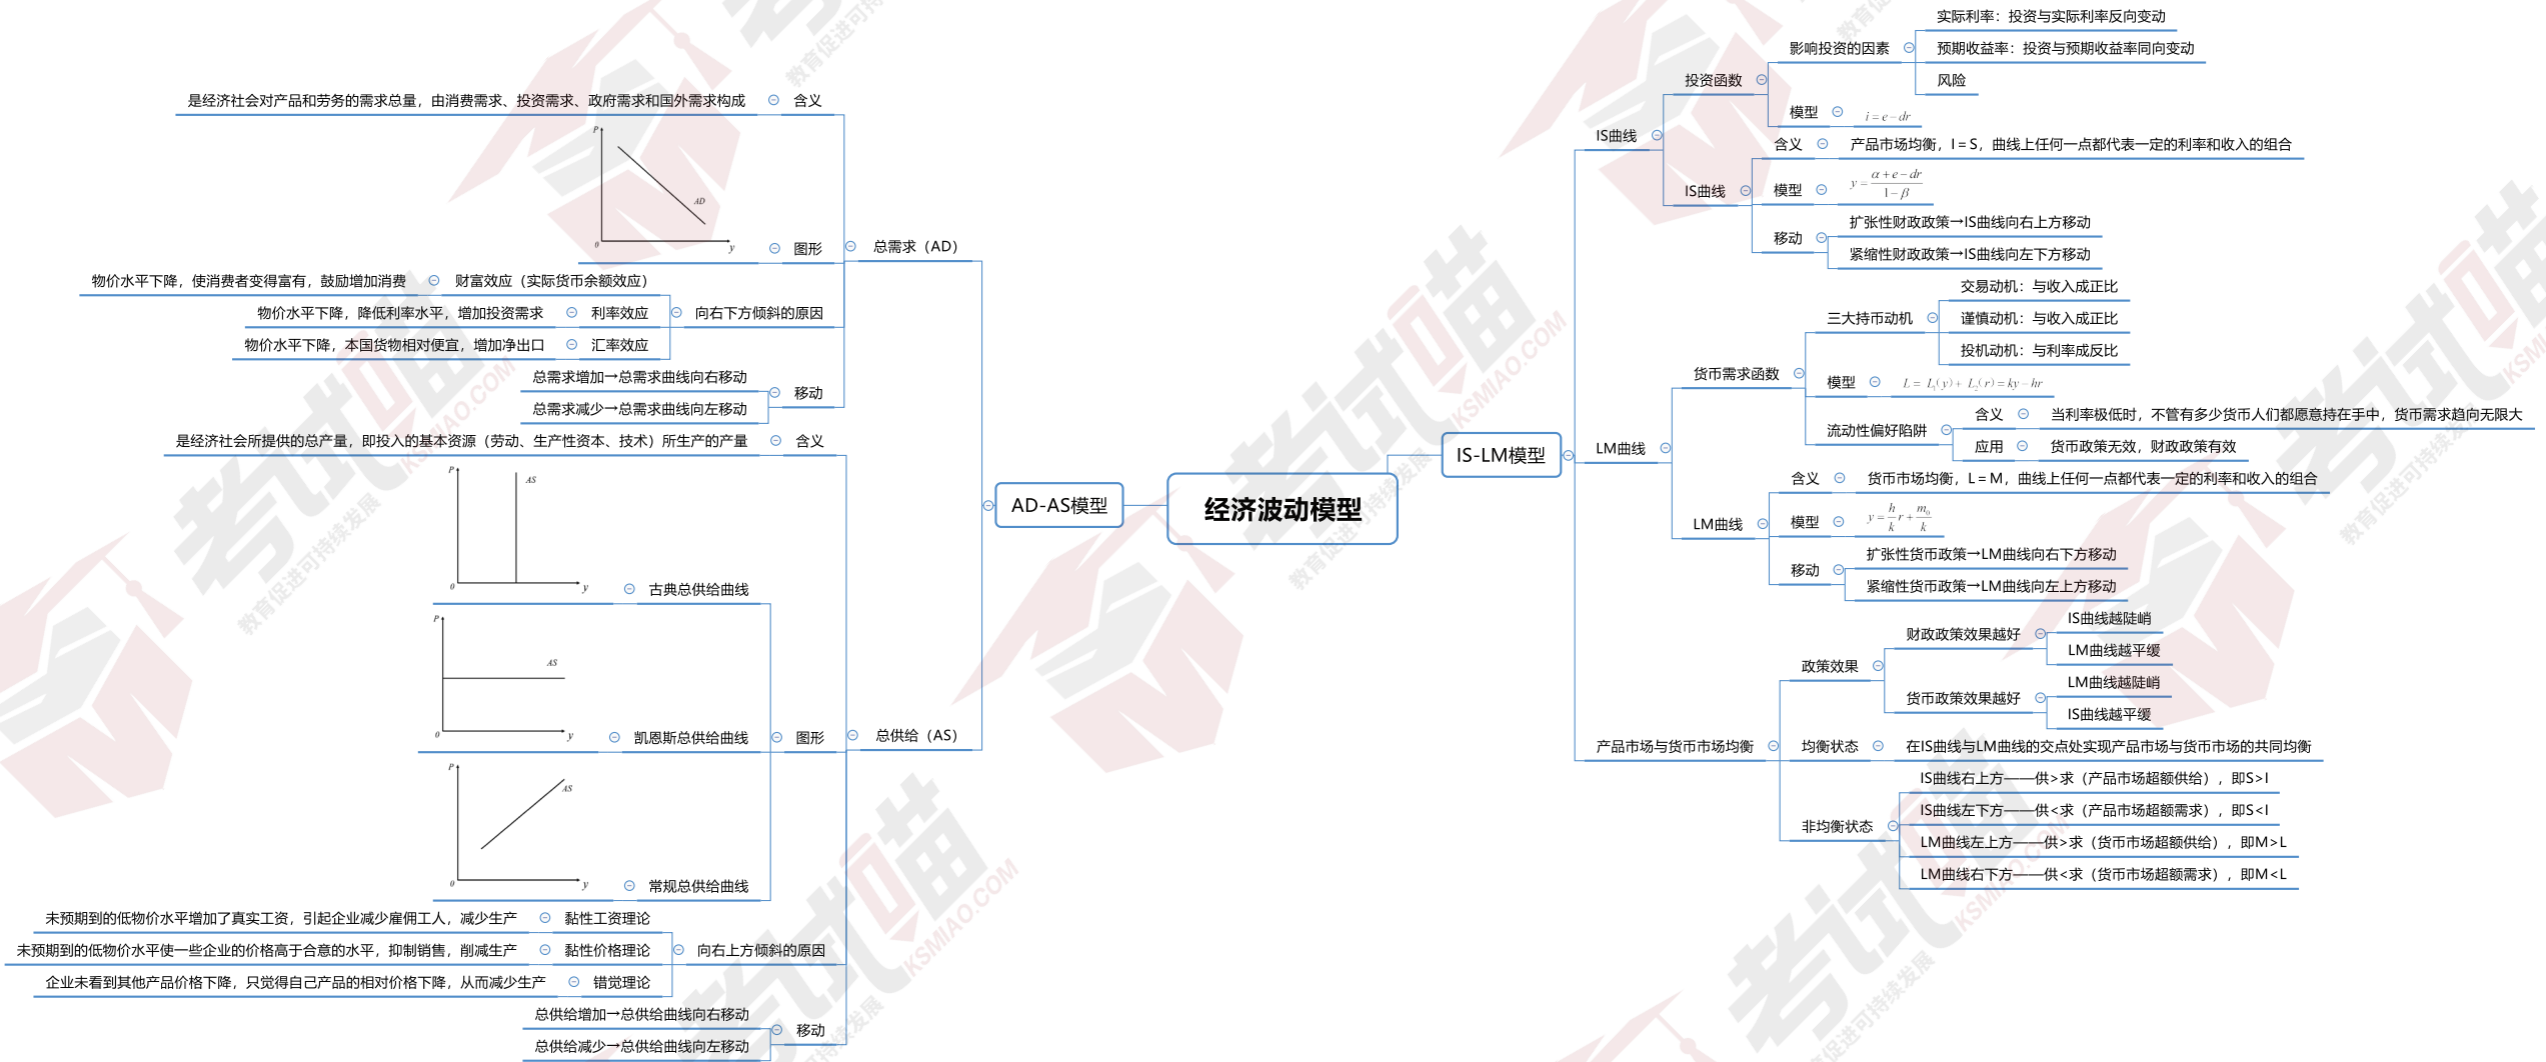 经济波动模型
IS-LM模型
IS曲线
投资函数
影响投资的因素
实际利率：投资与实际利率反向变动
预期收益率：投资与预期收益率同向变动
风险
模型
i = e − dr
IS曲线
含义
产品市场均衡，I＝S，曲线上任何一点都代表一定的利率和收入的组合
模型
y = (α + e − dr) / (1 − β)
移动
扩张性财政政策→IS曲线向右上方移动
紧缩性财政政策→IS曲线向左下方移动
LM曲线
货币需求函数
三大持币动机
交易动机：与收入成正比
谨慎动机：与收入成正比
投机动机：与利率成反比
模型
L = L₁(y) + L₂(r) = ky − hr
流动性偏好陷阱
含义
当利率极低时，不管有多少货币人们都愿意持在手中，货币需求趋向无限大
应用
货币政策无效，财政政策有效
LM曲线
含义
货币市场均衡，L＝M，曲线上任何一点都代表一定的利率和收入的组合
模型
y = h/k r + m₀/k
移动
扩张性货币政策→LM曲线向右下方移动
紧缩性货币政策→LM曲线向左上方移动
产品市场与货币市场均衡
政策效果
财政政策效果越好
IS曲线越陡峭
LM曲线越平缓
货币政策效果越好
LM曲线越陡峭
IS曲线越平缓
均衡状态
在IS曲线与LM曲线的交点处实现产品市场与货币市场的共同均衡
非均衡状态
IS曲线右上方——供>求（产品市场超额供给），即S>I
IS曲线左下方——供<求（产品市场超额需求），即S<I
LM曲线左上方——供>求（货币市场超额供给），即M>L
LM曲线右下方——供<求（货币市场超额需求），即M<L
AD-AS模型
总需求（AD）
含义
是经济社会对产品和劳务的需求总量，由消费需求、投资需求、政府需求和国外需求构成
图形
P
AD
0
y
向右下方倾斜的原因
财富效应（实际货币余额效应）
物价水平下降，使消费者变得富有，鼓励增加消费
利率效应
物价水平下降，降低利率水平，增加投资需求
汇率效应
物价水平下降，本国货物相对便宜，增加净出口
移动
总需求增加→总需求曲线向右移动
总需求减少→总需求曲线向左移动
总供给（AS）
含义
是经济社会所提供的总产量，即投入的基本资源（劳动、生产性资本、技术）所生产的产量
图形
古典总供给曲线
P
AS
0
y
凯恩斯总供给曲线
P
AS
0
y
常规总供给曲线
P
AS
0
y
向右上方倾斜的原因
黏性工资理论
未预期到的低物价水平增加了真实工资，引起企业减少雇佣工人，减少生产
黏性价格理论
未预期到的低物价水平使一些企业的价格高于合意的水平，抑制销售，削减生产
错觉理论
企业未看到其他产品价格下降，只觉得自己产品的相对价格下降，从而减少生产
移动
总供给增加→总供给曲线向右移动
总供给减少→总供给曲线向左移动
考试喵
KSMIAO.COM
教育促进可持续发展